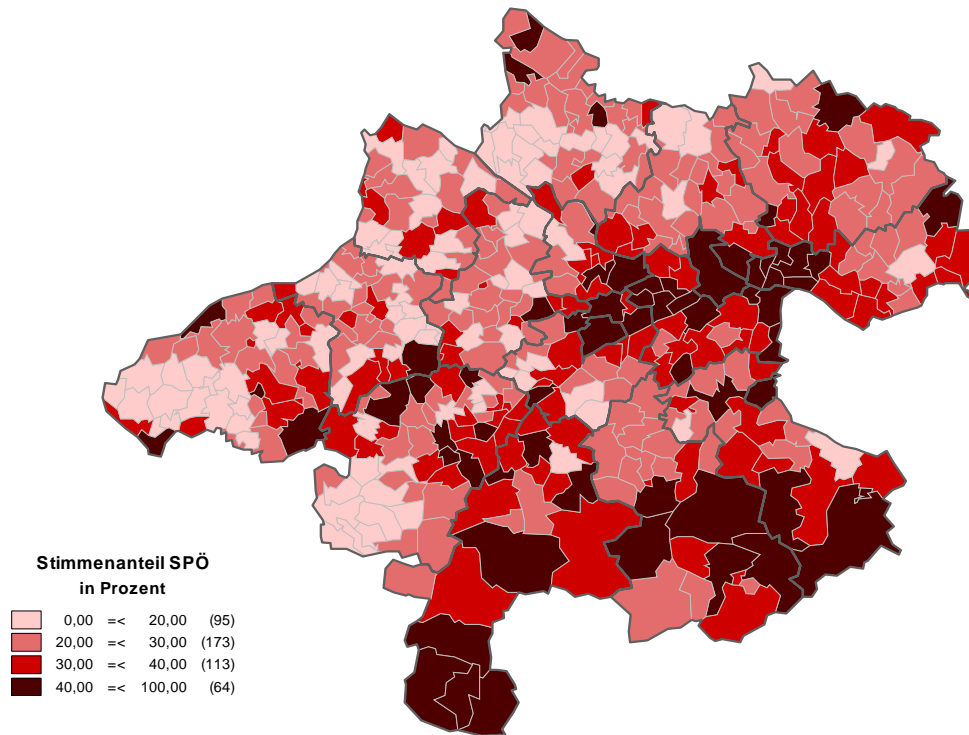 Stimmenanteil SPÖ
in Prozent
0,00 =< 20,00 (95)
20,00 =< 30,00 (173)
30,00 =< 40,00 (113)
40,00 =< 100,00 (64)